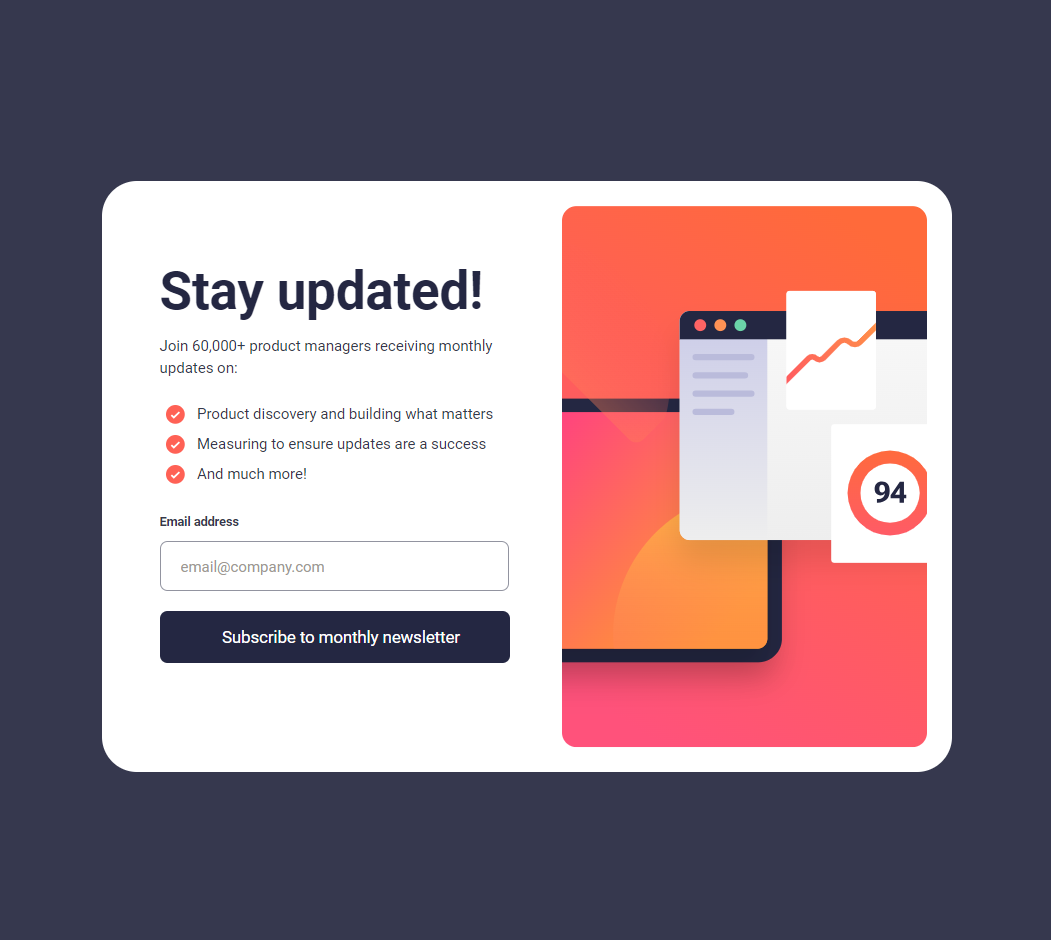 Stay updated!
Join 60,000+ product managers receiving monthly
updates on:
Product discovery and building what matters
Measuring to ensure updates are a success
And much more!
Email address
email@company.com
Subscribe to monthly newsletter
94